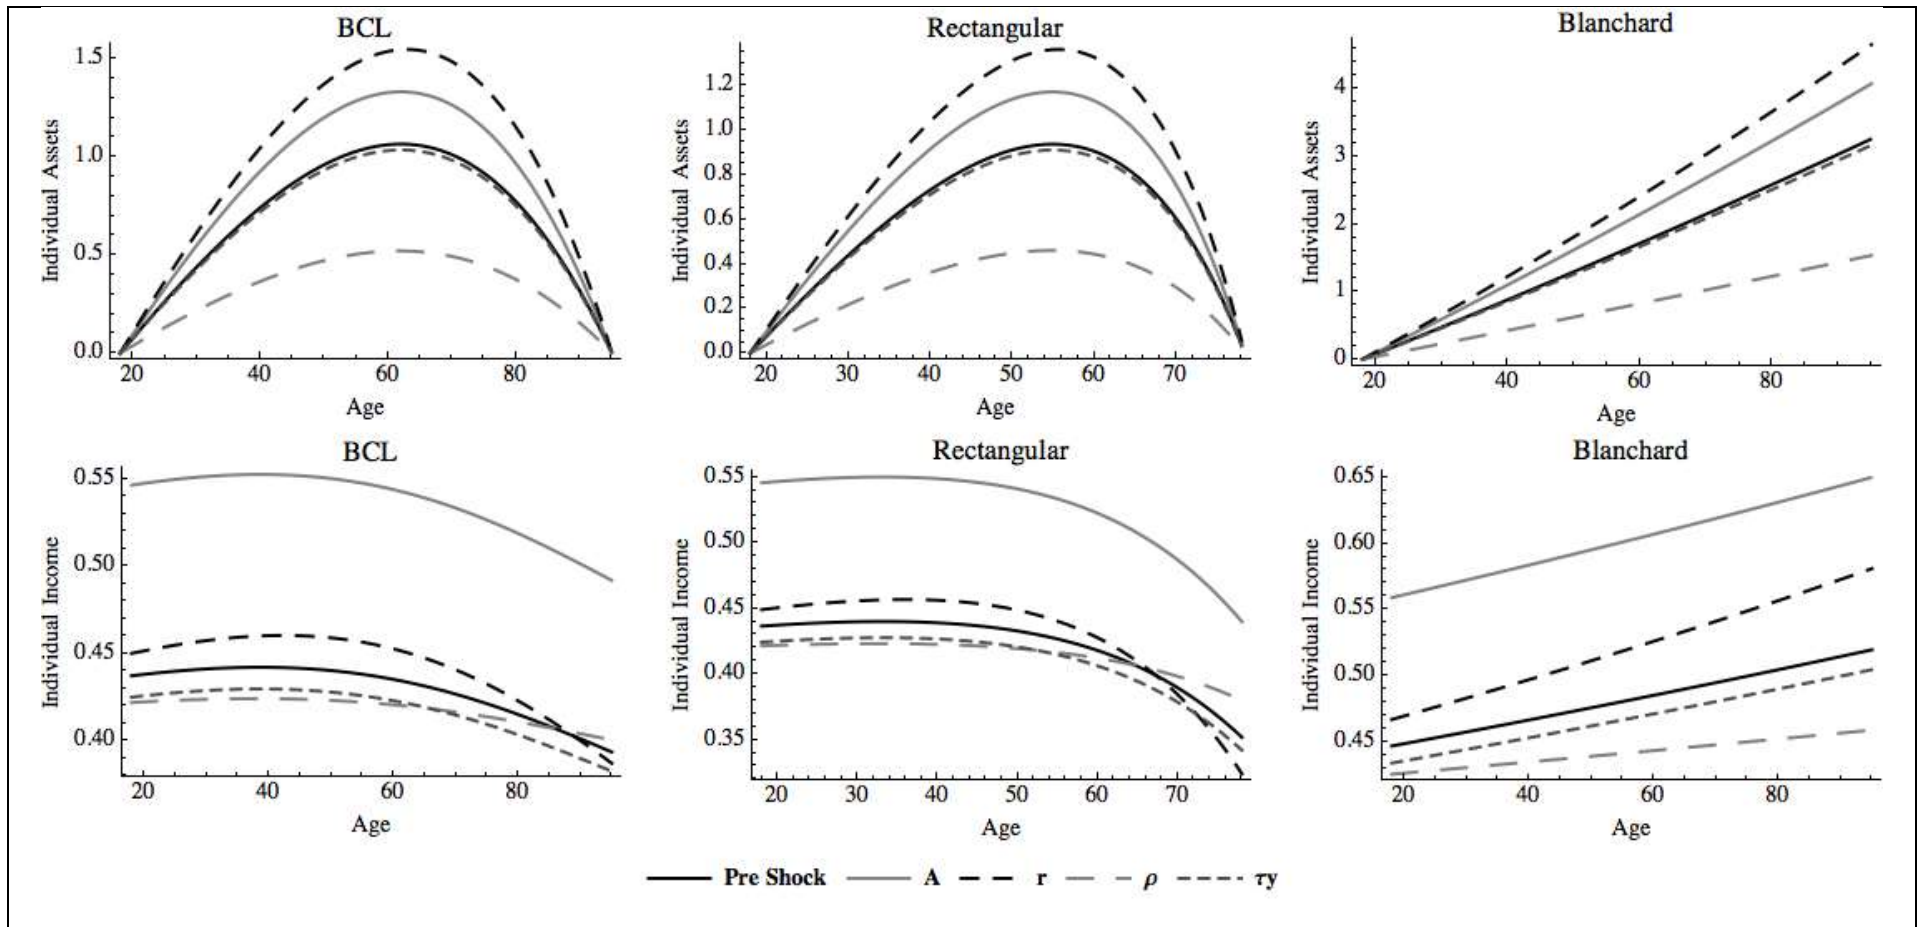 BCL
Rectangular
Blanchard
Individual Assets
1.5
1.0
0.5
0.0
20 40 60 80
Age
Individual Assets
1.2
1.0
0.8
0.6
0.4
0.2
0.0
20 30 40 50 60 70
Age
Individual Assets
4
3
2
1
0
20 40 60 80
Age
BCL
Rectangular
Blanchard
Individual Income
0.55
0.50
0.45
0.40
20 40 60 80
Age
Individual Income
0.55
0.50
0.45
0.40
0.35
20 30 40 50 60 70
Age
Individual Income
0.65
0.60
0.55
0.50
0.45
20 40 60 80
Age
Pre Shock A r ρ τy